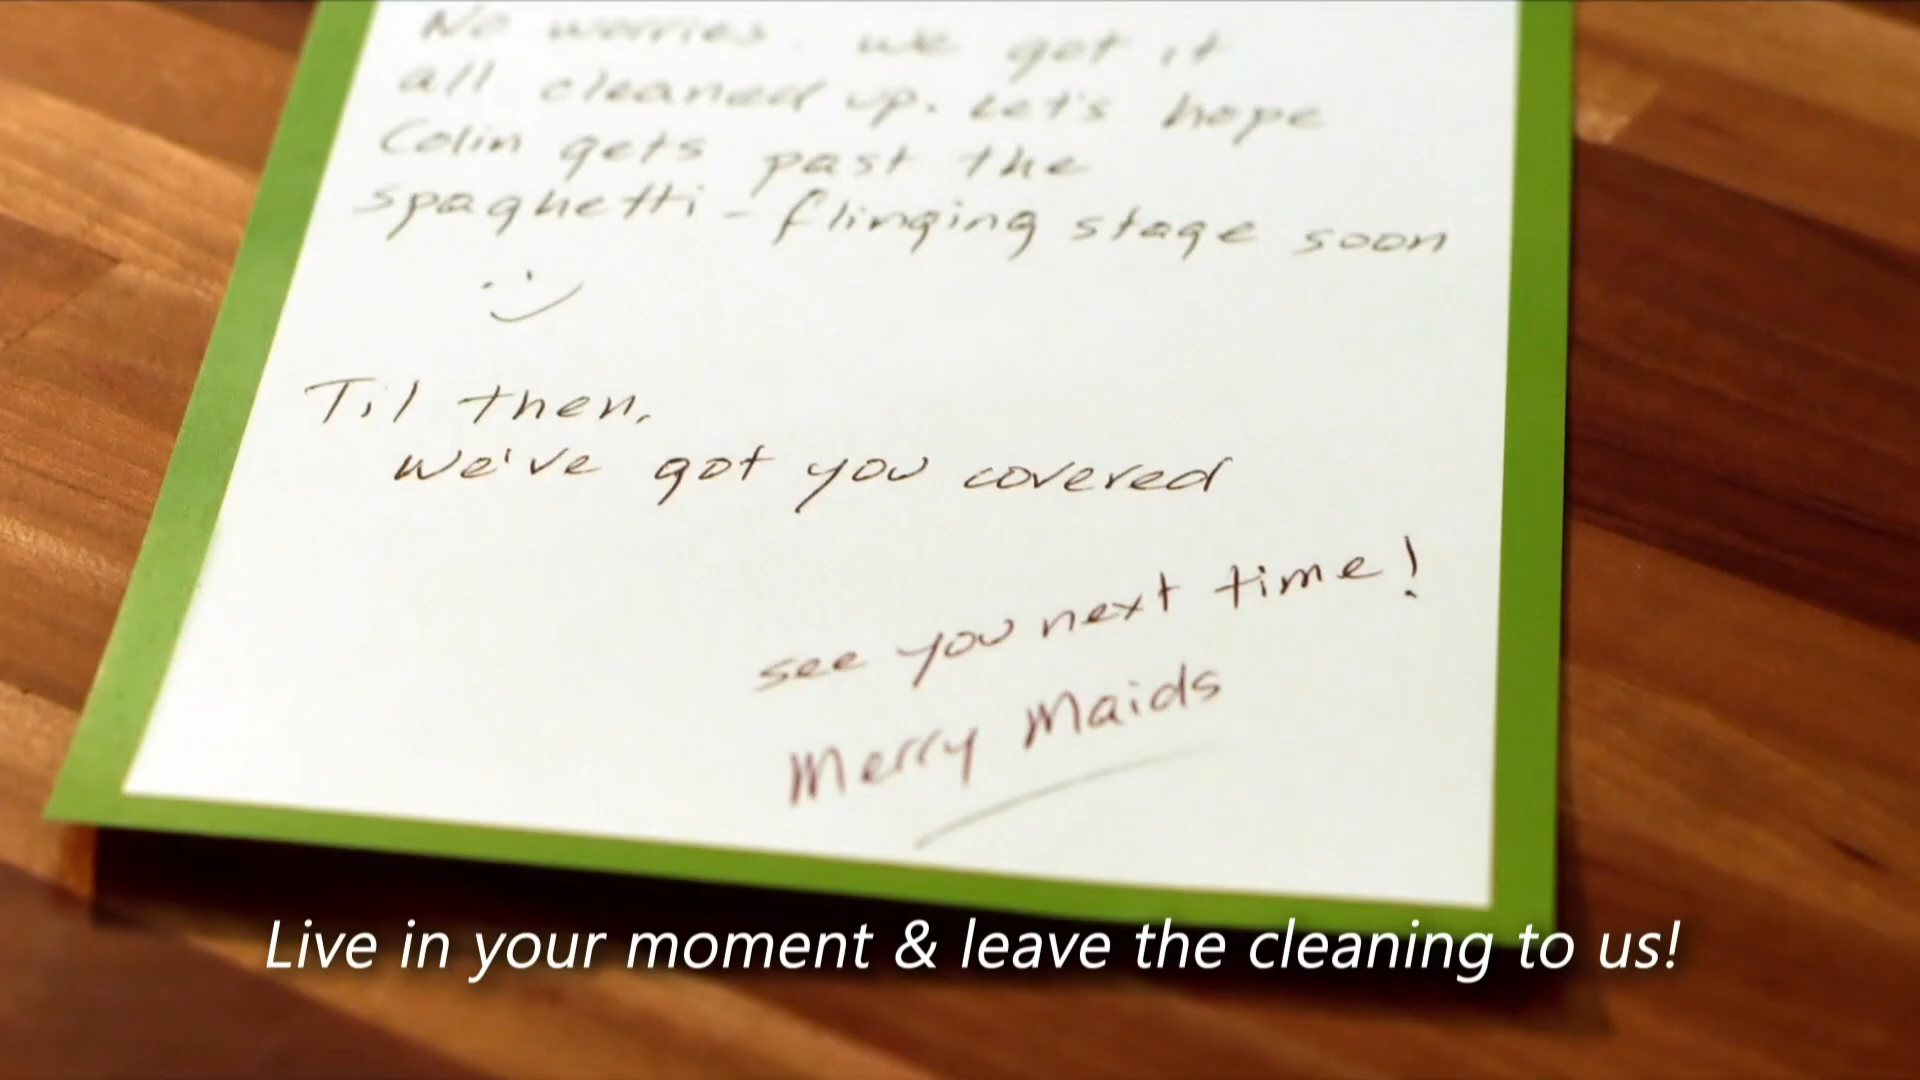 No worries. we got it
all cleaned up. Let's hope
Colin gets past the
spaghetti-flinging stage soon
Til then,
we've got you covered
see you next time!
Merry Maids
Live in your moment & leave the cleaning to us!